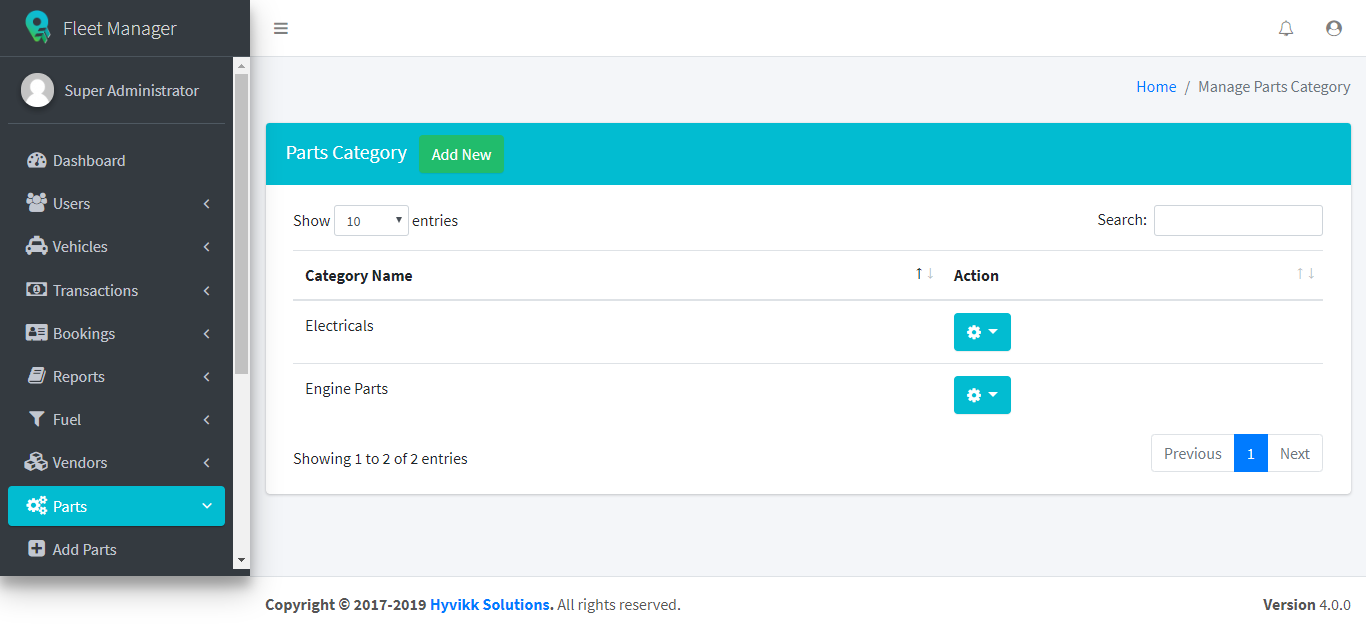 Fleet Manager
Super Administrator
Dashboard
Users
Vehicles
Transactions
Bookings
Reports
Fuel
Vendors
Parts
Add Parts
Home / Manage Parts Category
Parts Category Add New
Show 10 entries Search:
Category Name Action
Electricals
Engine Parts
Showing 1 to 2 of 2 entries Previous 1 Next
Copyright © 2017-2019 Hyvikk Solutions. All rights reserved. Version 4.0.0